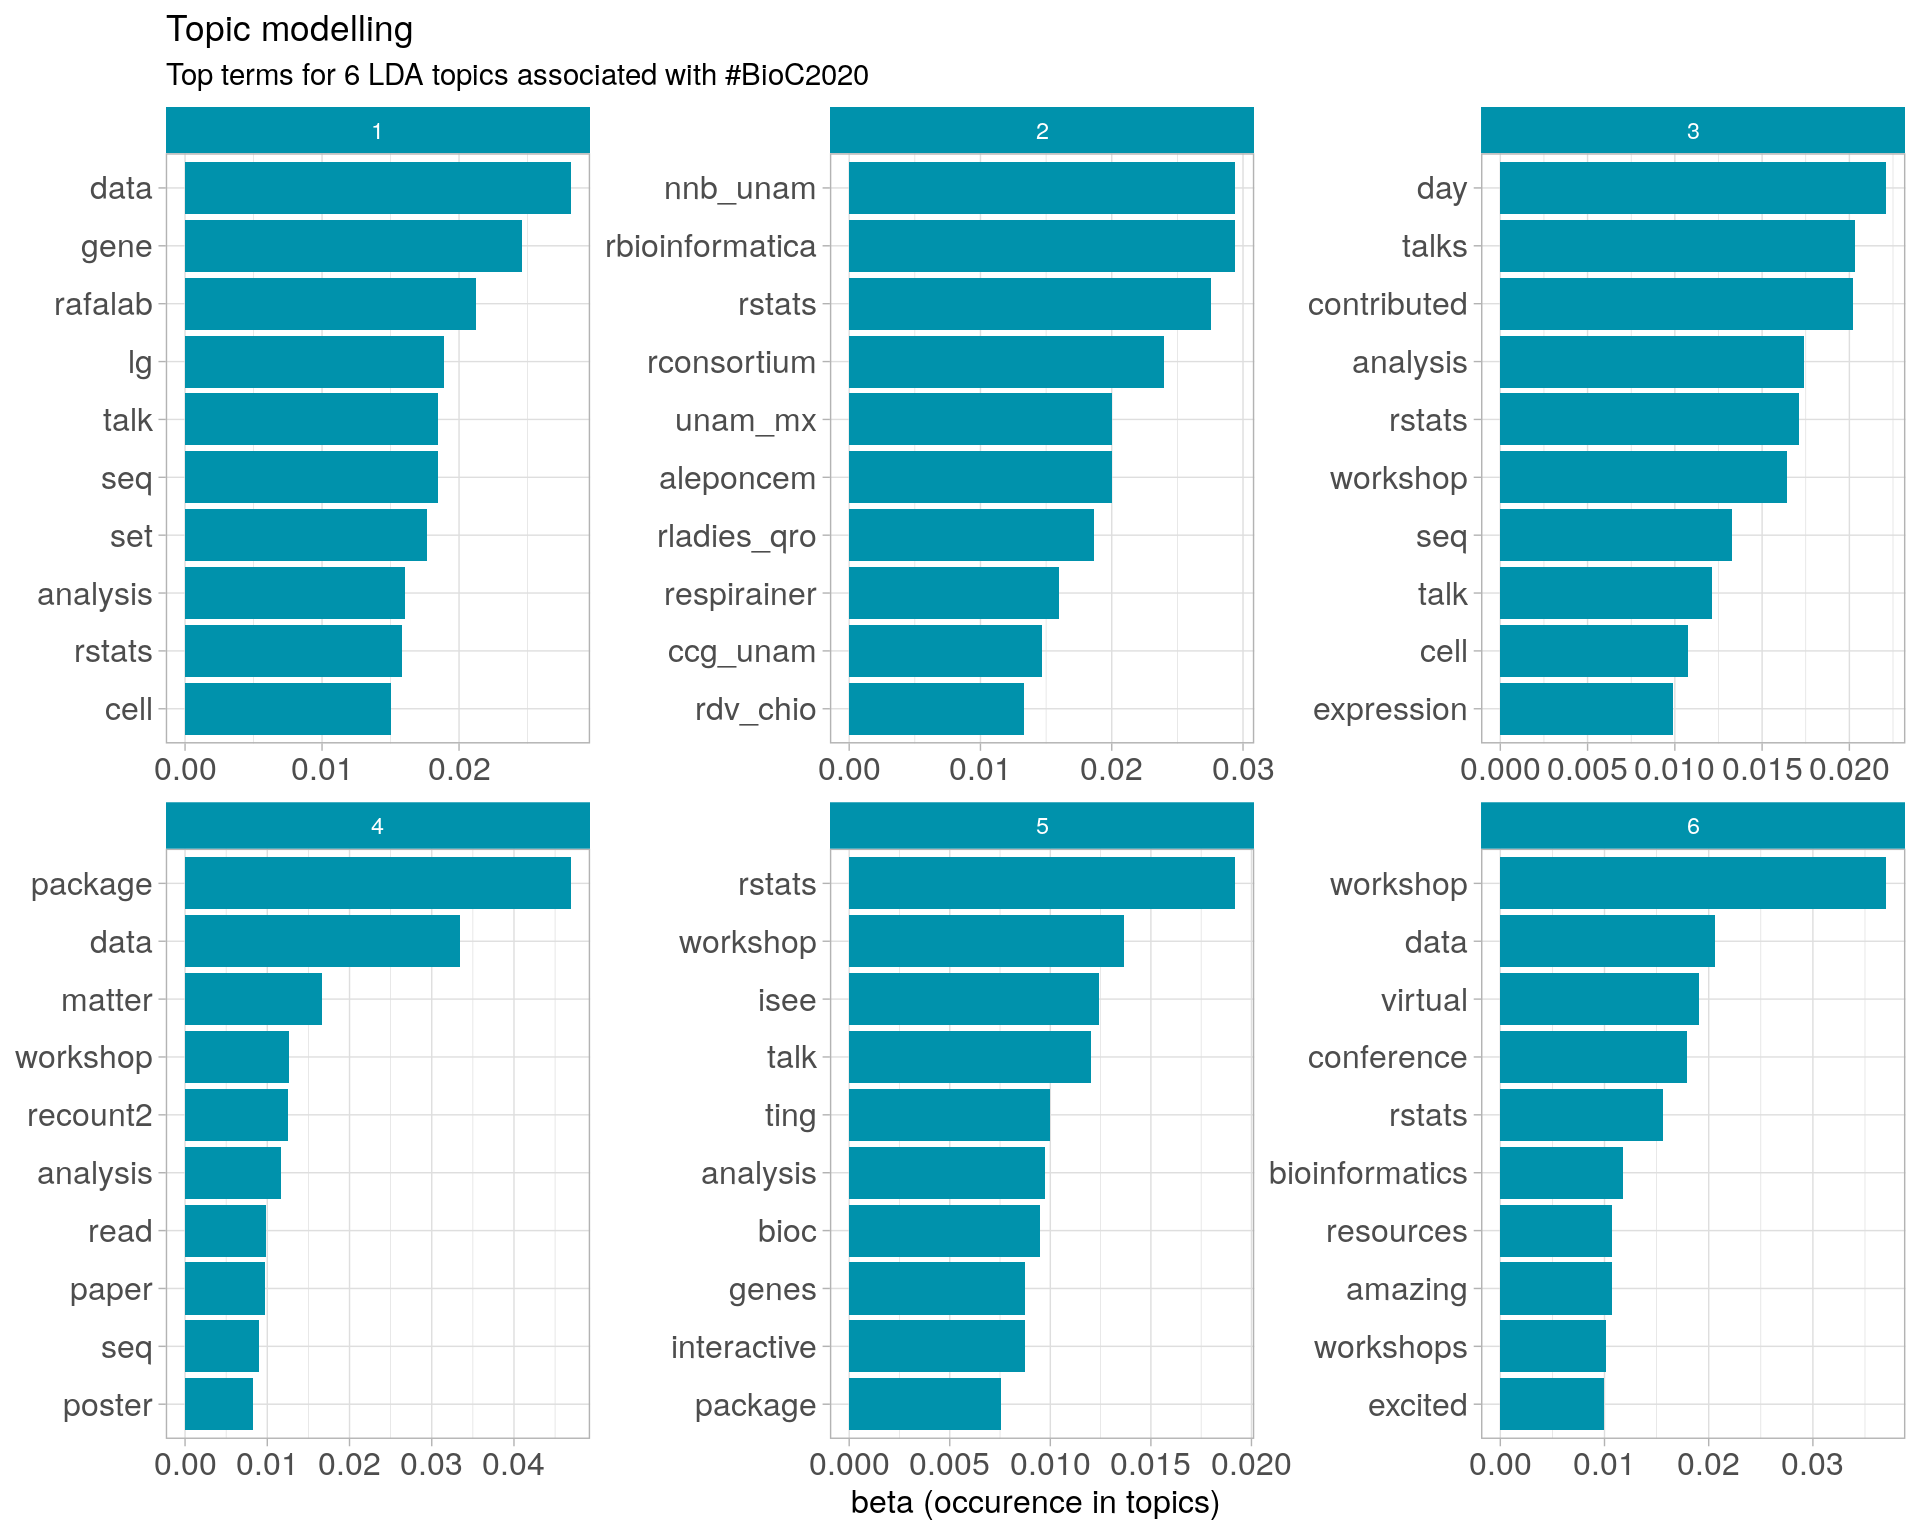 Topic modelling
Top terms for 6 LDA topics associated with #BioC2020
1
data
gene
rafalab
lg
talk
seq
set
analysis
rstats
cell
0.00 0.01 0.02
2
nnb_unam
rbioinformatica
rstats
rconsortium
unam_mx
aleponcem
rladies_qro
respirainer
ccg_unam
rdv_chio
0.00 0.01 0.02 0.03
3
day
talks
contributed
analysis
rstats
workshop
seq
talk
cell
expression
0.000 0.005 0.010 0.015 0.020
4
package
data
matter
workshop
recount2
analysis
read
paper
seq
poster
0.00 0.01 0.02 0.03 0.04
5
rstats
workshop
isee
talk
ting
analysis
bioc
genes
interactive
package
0.000 0.005 0.010 0.015 0.020
6
workshop
data
virtual
conference
rstats
bioinformatics
resources
amazing
workshops
excited
0.00 0.01 0.02 0.03
beta (occurence in topics)